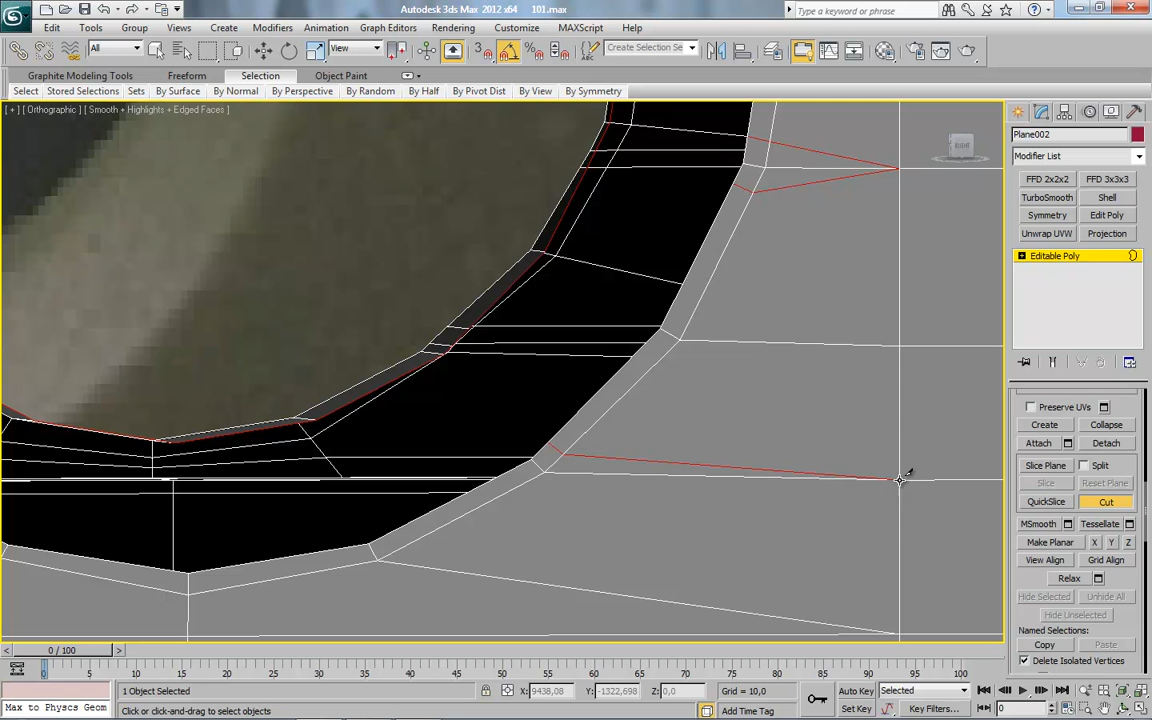 Autodesk 3ds Max 2012 x64 101.max
Type a keyword or phrase
Edit Tools Group Views Create Modifiers Animation Graph Editors Rendering Customize MAXScript Help
All View 3 Create Selection Se
Graphite Modeling Tools Freeform Selection Object Paint
Select Stored Selections Sets By Surface By Normal By Perspective By Random By Half By Pivot Dist By View By Symmetry
[ + ] [ Orthographic ] [ Smooth + Highlights + Edged Faces ]
RIGHT
Plane002
Modifier List
FFD 2x2x2 FFD 3x3x3
TurboSmooth Shell
Symmetry Edit Poly
Unwrap UVW Projection
Editable Poly
Preserve UVs
Create Collapse
Attach Detach
Slice Plane Split
Slice Reset Plane
QuickSlice Cut
MSmooth Tessellate
Make Planar X Y Z
View Align Grid Align
Relax
Hide Selected Unhide All
Hide Unselected
Named Selections:
Copy Paste
Delete Isolated Vertices
0 / 100
0 5 10 15 20 25 30 35 40 45 50 55 60 65 70 75 80 85 90 95 100
1 Object Selected X: 9438,08 Y: -1322,698 Z: 0,0 Grid = 10,0 Auto Key Selected
Max to Physcs Geom Click or click-and-drag to select objects Add Time Tag Set Key Key Filters... 0